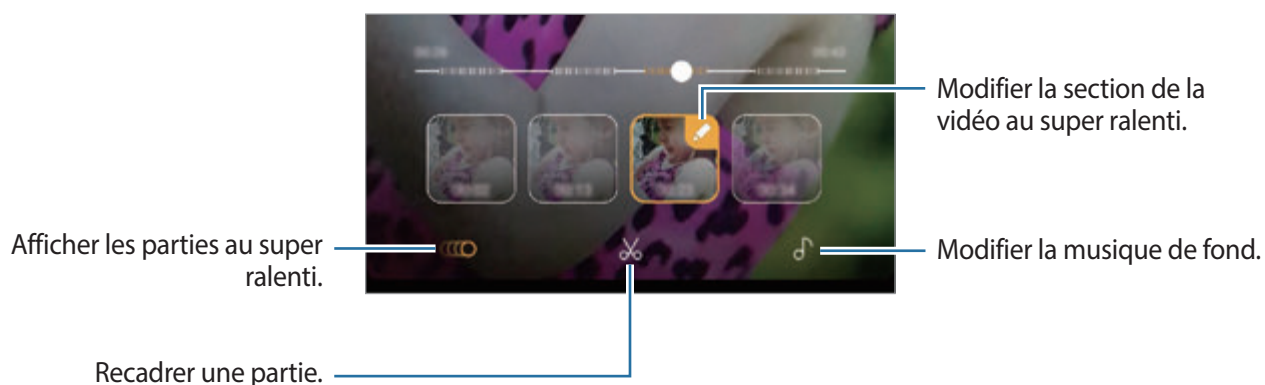 Modifier la section de la
vidéo au super ralenti.
Afficher les parties au super
ralenti.
Modifier la musique de fond.
Recadrer une partie.